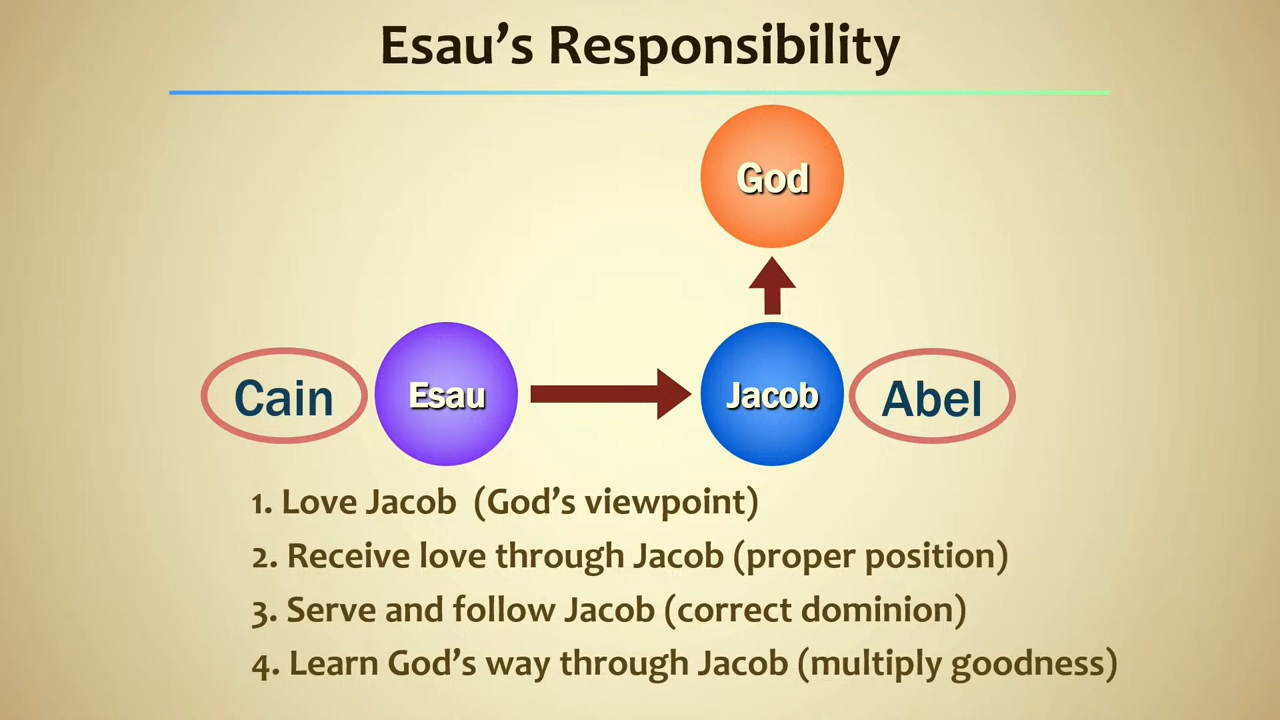 Esau’s Responsibility
God
Cain Esau Jacob Abel
1. Love Jacob (God’s viewpoint)
2. Receive love through Jacob (proper position)
3. Serve and follow Jacob (correct dominion)
4. Learn God’s way through Jacob (multiply goodness)